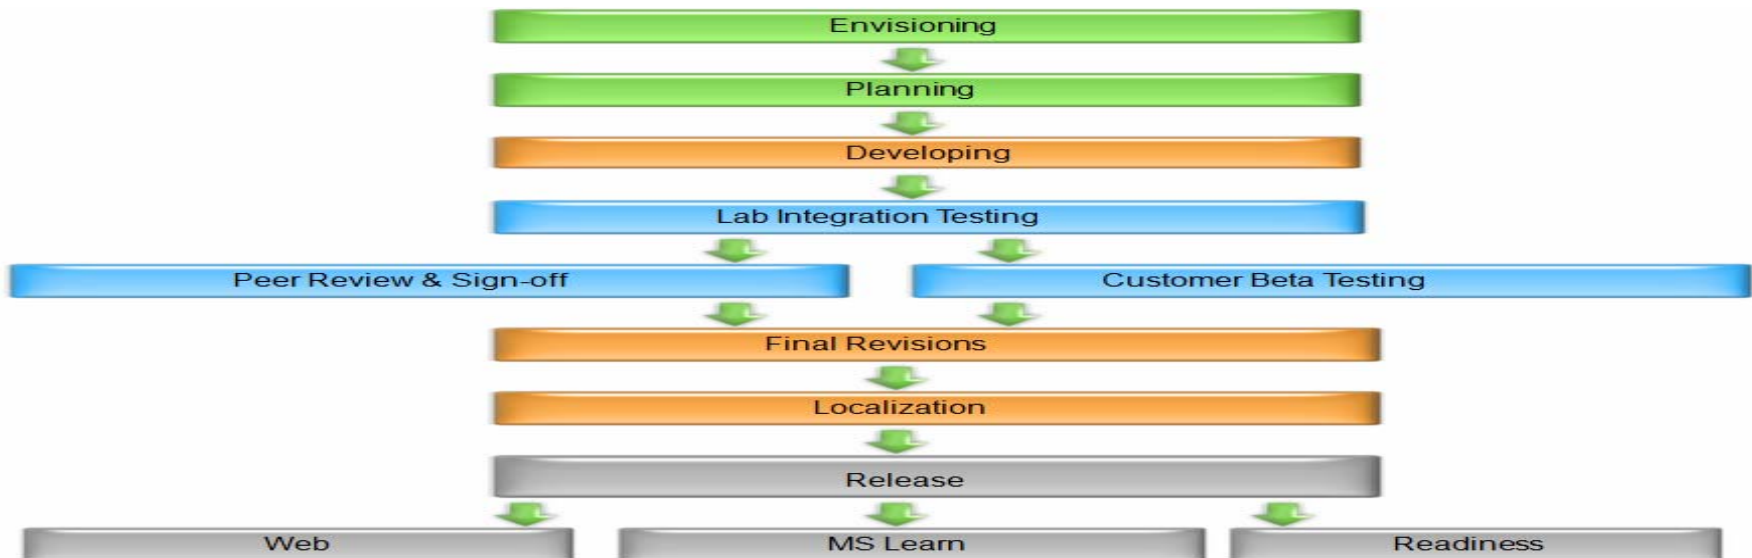 Envisioning
Planning
Developing
Lab Integration Testing
Peer Review & Sign-off
Customer Beta Testing
Final Revisions
Localization
Release
Web
MS Learn
Readiness